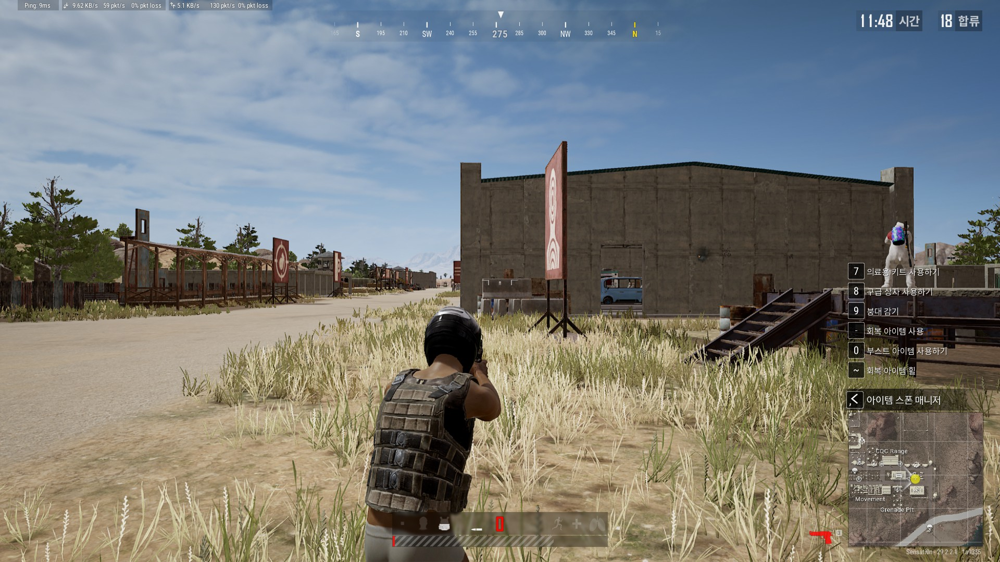 Ping: 9ms 9.62 KB/s 59 pkt/s 0% pkt loss 5.1 KB/s 130 pkt/s 0% pkt loss
165 S 195 210 SW 240 255 275 285 300 NW 330 345 N 15
11:48 시간 18 합류
7 의료용 키트 사용하기
8 구급 상자 사용하기
9 붕대 감기
- 회복 아이템 사용
0 부스트 아이템 사용하기
~ 회복 아이템 휠
< 아이템 스폰 매니저
CQC Range
Movement
Grenade Pit
0
3
Sensati0n - 29.2.2.1 - 1a9335